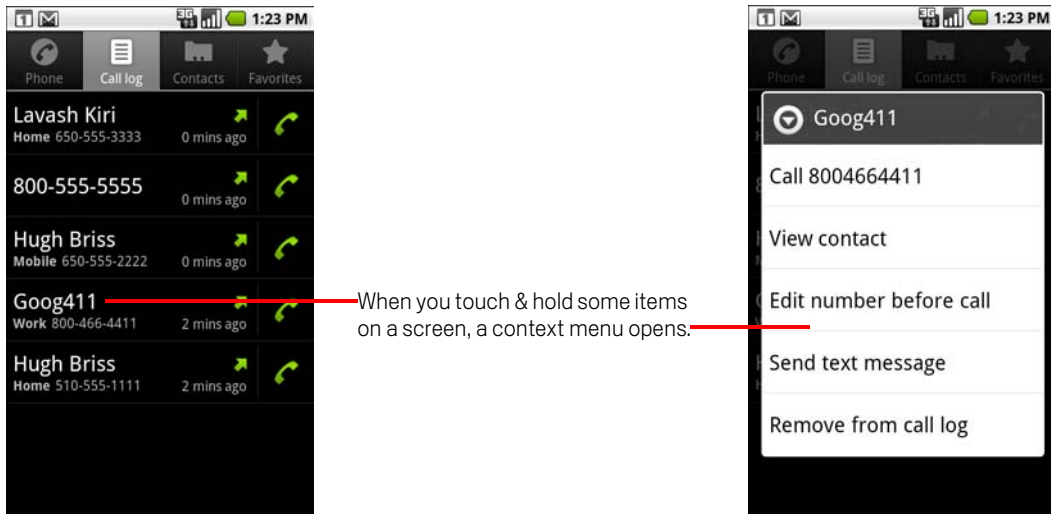 1 3G 1:23 PM
Phone Call log Contacts Favorites
Lavash Kiri
Home 650-555-3333 0 mins ago
800-555-5555
0 mins ago
Hugh Briss
Mobile 650-555-2222 0 mins ago
Goog411
Work 800-466-4411 2 mins ago
Hugh Briss
Home 510-555-1111 2 mins ago
When you touch & hold some items
on a screen, a context menu opens.
1 3G 1:23 PM
Phone Call log Contacts Favorites
Goog411
Call 8004664411
View contact
Edit number before call
Send text message
Remove from call log